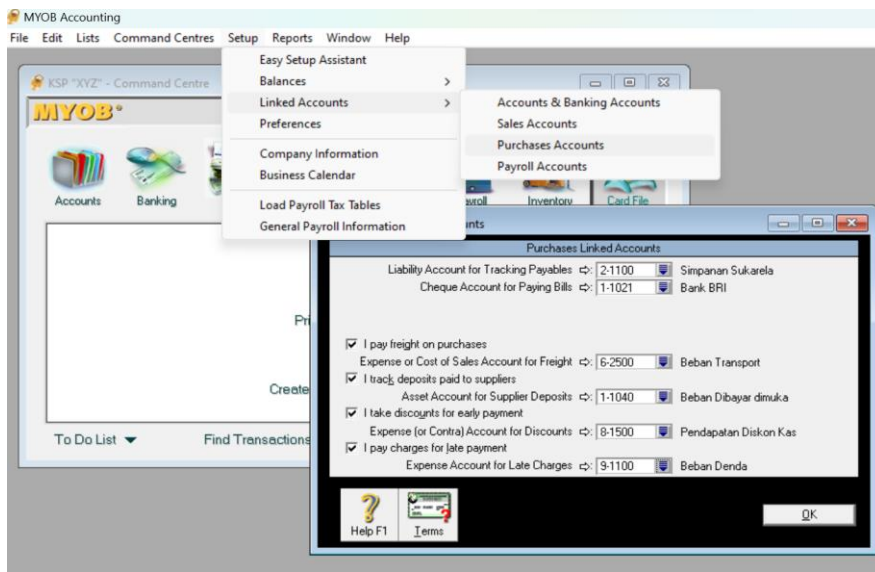 MYOB Accounting
File Edit Lists Command Centres Setup Reports Window Help
Easy Setup Assistant
Balances
Linked Accounts
Preferences
Company Information
Business Calendar
Load Payroll Tax Tables
General Payroll Information
Accounts & Banking Accounts
Sales Accounts
Purchases Accounts
Payroll Accounts
KSP "XYZ" - Command Centre
MYOB
Accounts Banking Inventory Card File
To Do List Find Transactions
Purchases Linked Accounts
Liability Account for Tracking Payables 2-1100 Simpanan Sukarela
Cheque Account for Paying Bills 1-1021 Bank BRI
I pay freight on purchases
Expense or Cost of Sales Account for Freight 6-2500 Beban Transport
I track deposits paid to suppliers
Asset Account for Supplier Deposits 1-1040 Beban Dibayar dimuka
I take discounts for early payment
Expense (or Contra) Account for Discounts 8-1500 Pendapatan Diskon Kas
I pay charges for late payment
Expense Account for Late Charges 9-1100 Beban Denda
Help F1 Terms OK